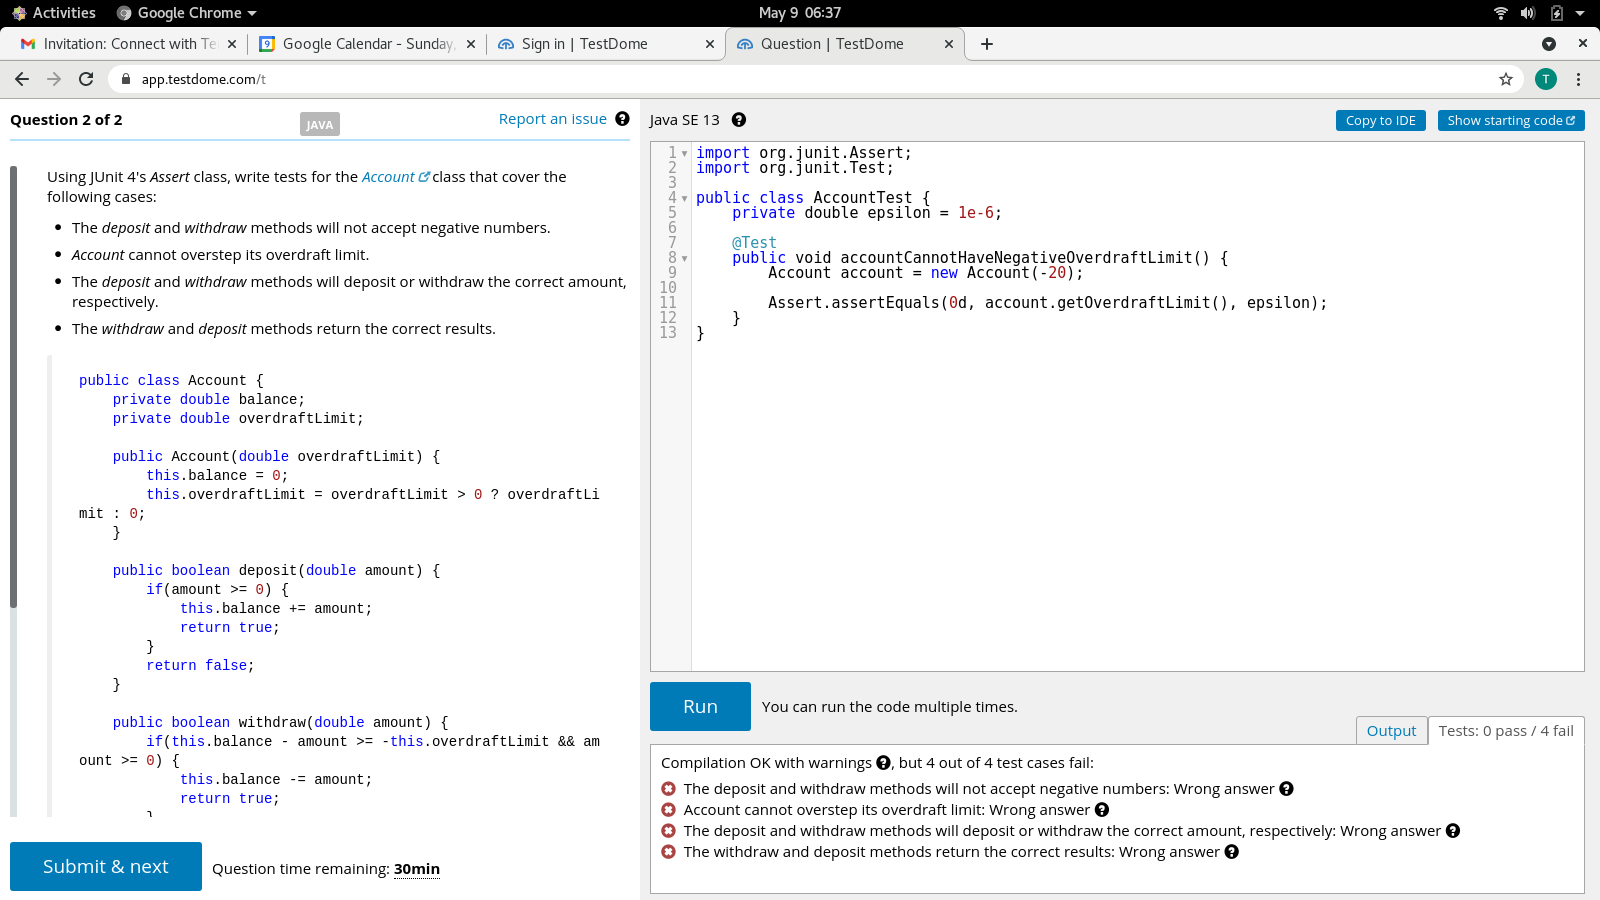 Activities Google Chrome May 9 06:37
Invitation: Connect with Te Google Calendar - Sunday, Sign in | TestDome Question | TestDome
app.testdome.com/t T
Question 2 of 2 JAVA Report an issue
Using JUnit 4's Assert class, write tests for the Account class that cover the
following cases:
The deposit and withdraw methods will not accept negative numbers.
Account cannot overstep its overdraft limit.
The deposit and withdraw methods will deposit or withdraw the correct amount,
respectively.
The withdraw and deposit methods return the correct results.
public class Account {
private double balance;
private double overdraftLimit;
public Account(double overdraftLimit) {
this.balance = 0;
this.overdraftLimit = overdraftLimit > 0 ? overdraftLi
mit : 0;
}
public boolean deposit(double amount) {
if(amount >= 0) {
this.balance += amount;
return true;
}
return false;
}
public boolean withdraw(double amount) {
if(this.balance - amount >= -this.overdraftLimit && am
ount >= 0) {
this.balance -= amount;
return true;
}
Submit & next Question time remaining: 30min
Java SE 13 Copy to IDE Show starting code
1 import org.junit.Assert;
2 import org.junit.Test;
3
4 public class AccountTest {
5 private double epsilon = 1e-6;
6
7 @Test
8 public void accountCannotHaveNegativeOverdraftLimit() {
9 Account account = new Account(-20);
10
11 Assert.assertEquals(0d, account.getOverdraftLimit(), epsilon);
12 }
13 }
Run You can run the code multiple times.
Output Tests: 0 pass / 4 fail
Compilation OK with warnings , but 4 out of 4 test cases fail:
The deposit and withdraw methods will not accept negative numbers: Wrong answer
Account cannot overstep its overdraft limit: Wrong answer
The deposit and withdraw methods will deposit or withdraw the correct amount, respectively: Wrong answer
The withdraw and deposit methods return the correct results: Wrong answer